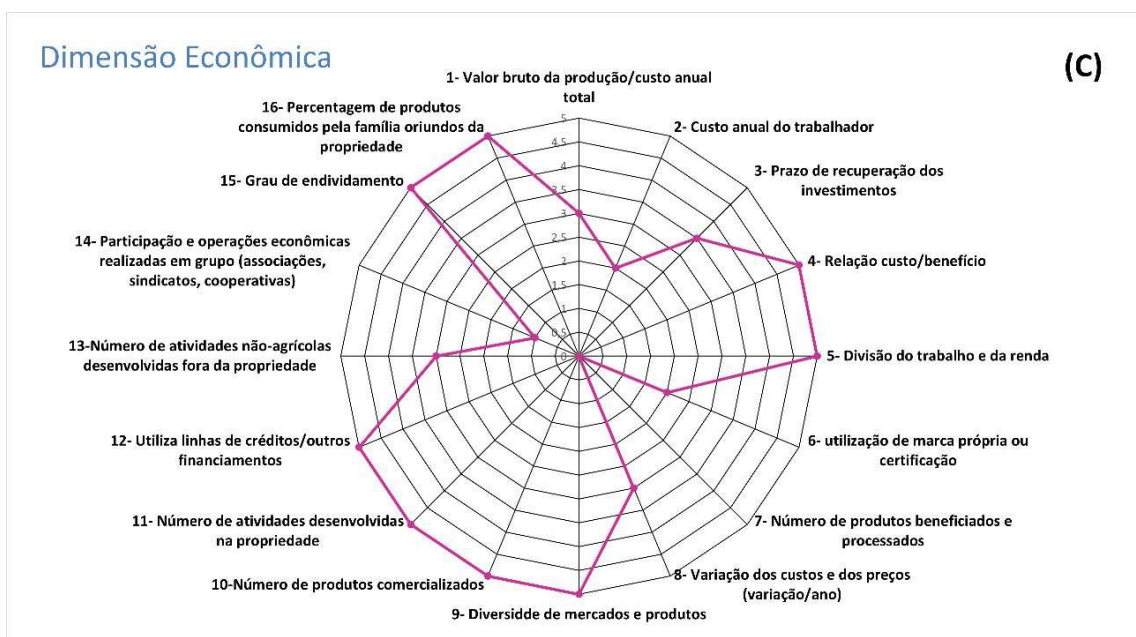 Dimensão Econômica
(C)
1- Valor bruto da produção/custo anual
total
2- Custo anual do trabalhador
3- Prazo de recuperação dos
investimentos
4- Relação custo/benefício
5- Divisão do trabalho e da renda
6- utilização de marca própria ou
certificação
7- Número de produtos beneficiados e
processados
8- Variação dos custos e dos preços
(variação/ano)
9- Diversidde de mercados e produtos
10-Número de produtos comercializados
11- Número de atividades desenvolvidas
na propriedade
12- Utiliza linhas de créditos/outros
financiamentos
13-Número de atividades não-agrícolas
desenvolvidas fora da propriedade
14- Participação e operações econômicas
realizadas em grupo (associações,
sindicatos, cooperativas)
15- Grau de endividamento
16- Percentagem de produtos
consumidos pela família oriundos da
propriedade
5
4,5
4
3,5
3
2,5
2
1,5
1
0,5
0